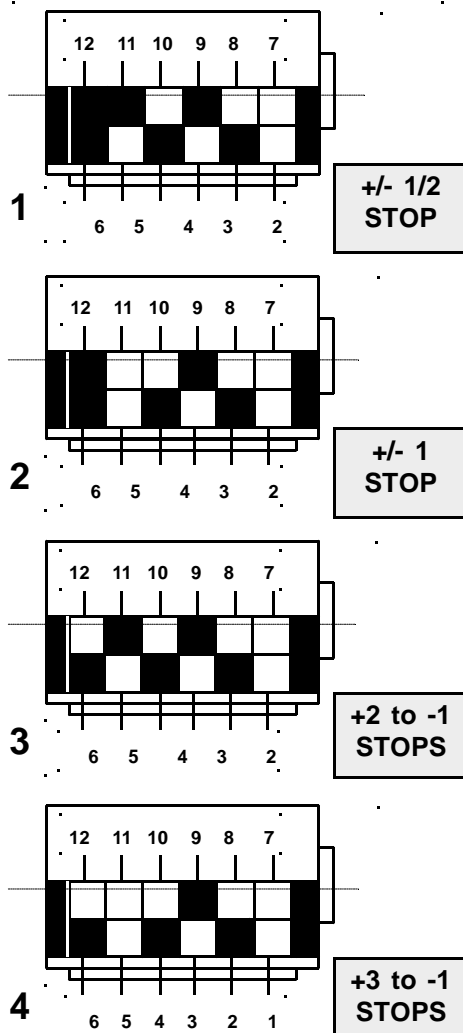 12 11 10 9 8 7
1
6 5 4 3 2
+/- 1/2
STOP
12 11 10 9 8 7
2
6 5 4 3 2
+/- 1
STOP
12 11 10 9 8 7
3
6 5 4 3 2
+2 to -1
STOPS
12 11 10 9 8 7
4
6 5 4 3 2 1
+3 to -1
STOPS